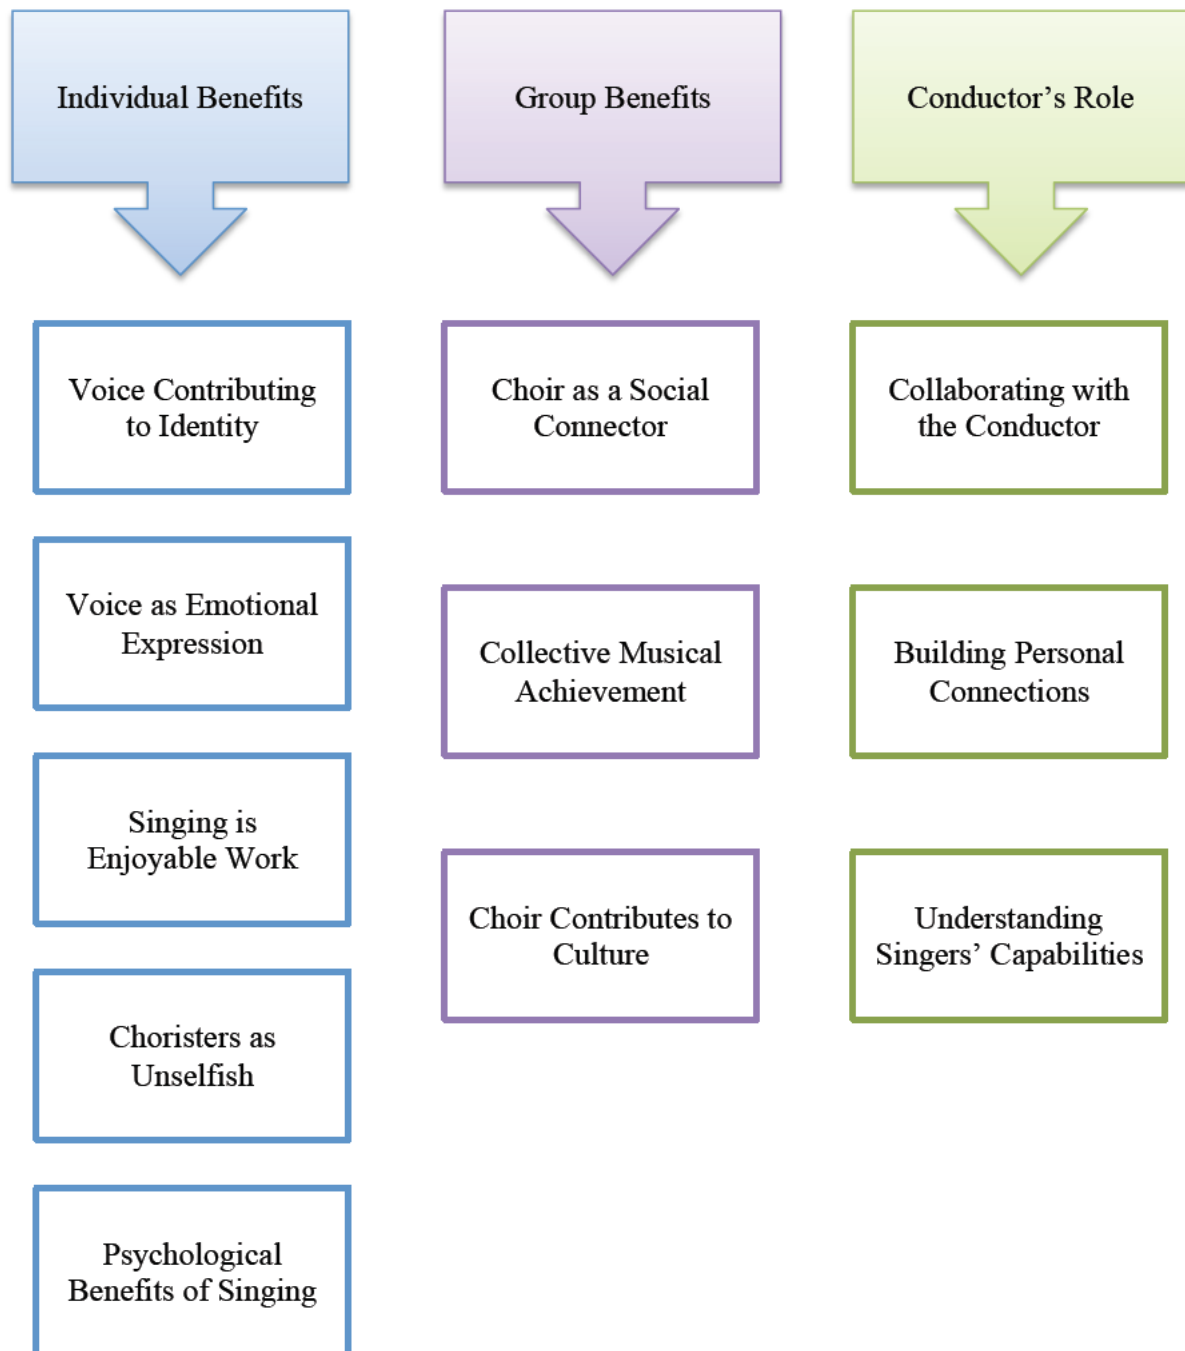 Individual Benefits
Group Benefits
Conductor’s Role
Voice Contributing
to Identity
Voice as Emotional
Expression
Singing is
Enjoyable Work
Choristers as
Unselfish
Psychological
Benefits of Singing
Choir as a Social
Connector
Collective Musical
Achievement
Choir Contributes to
Culture
Collaborating with
the Conductor
Building Personal
Connections
Understanding
Singers’ Capabilities